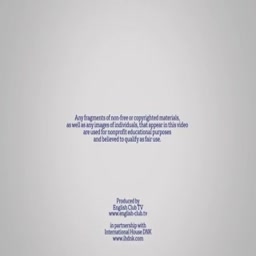 Any fragments of non-free or copyrighted materials,
as well as any images of individuals, that appear in this video
are used for nonprofit educational purposes
and believed to qualify as fair use.
Produced by
English Club TV
www.english-club.tv
in partnership with
International House DNK
www.ihdnk.com